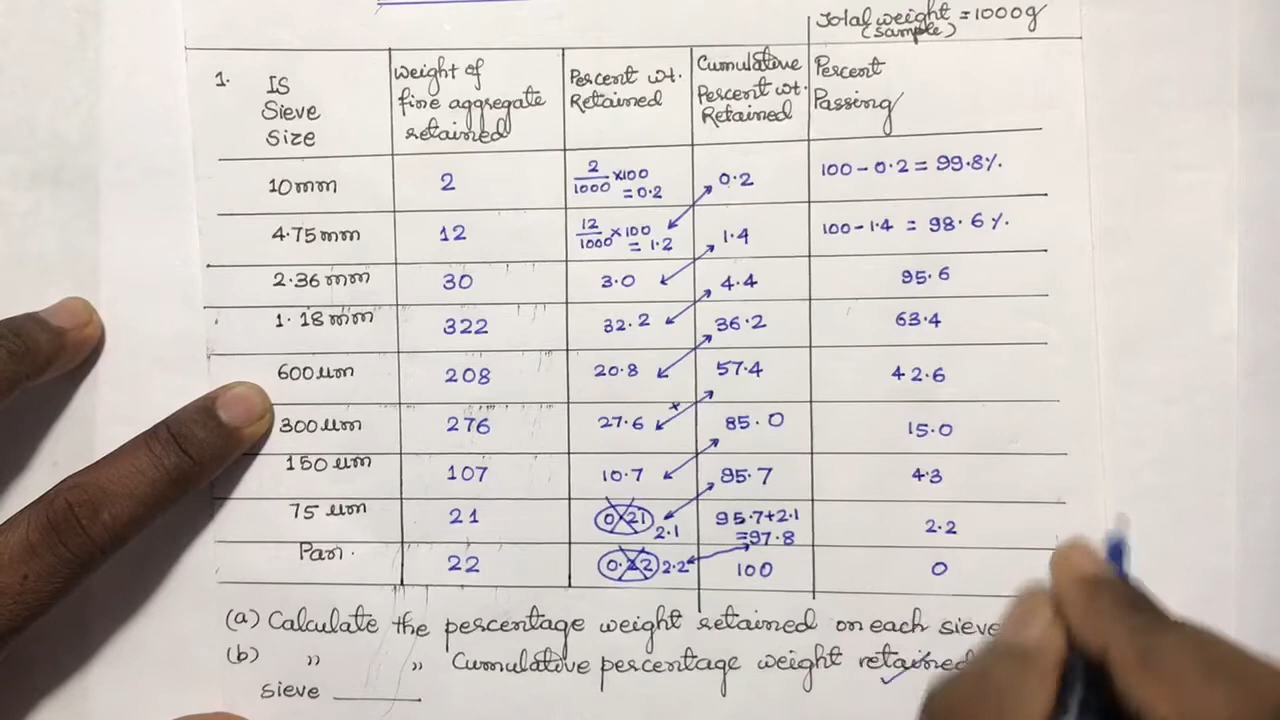 Total weight = 1000g
(sample)
1. IS Sieve Size | Weight of fine aggregate retained | Percent wt. Retained | Cumulative Percent wt. Retained | Percent Passing
10mm | 2 | 2/1000 ×100 = 0.2 | 0.2 | 100 - 0.2 = 99.8%.
4.75mm | 12 | 12/1000 ×100 = 1.2 | 1.4 | 100 - 1.4 = 98.6%.
2.36mm | 30 | 3.0 | 4.4 | 95.6
1.18mm | 322 | 32.2 | 36.2 | 63.4
600um | 208 | 20.8 | 57.4 | 42.6
300um | 276 | 27.6 | 85.0 | 15.0
150um | 107 | 10.7 | 95.7 | 4.3
75um | 21 | 0.21 2.1 | 95.7+2.1 =97.8 | 2.2
Pan. | 22 | 0.22 2.2 | 100 | 0
(a) Calculate the percentage weight retained on each sieve
(b) " " Cumulative percentage weight retained
sieve